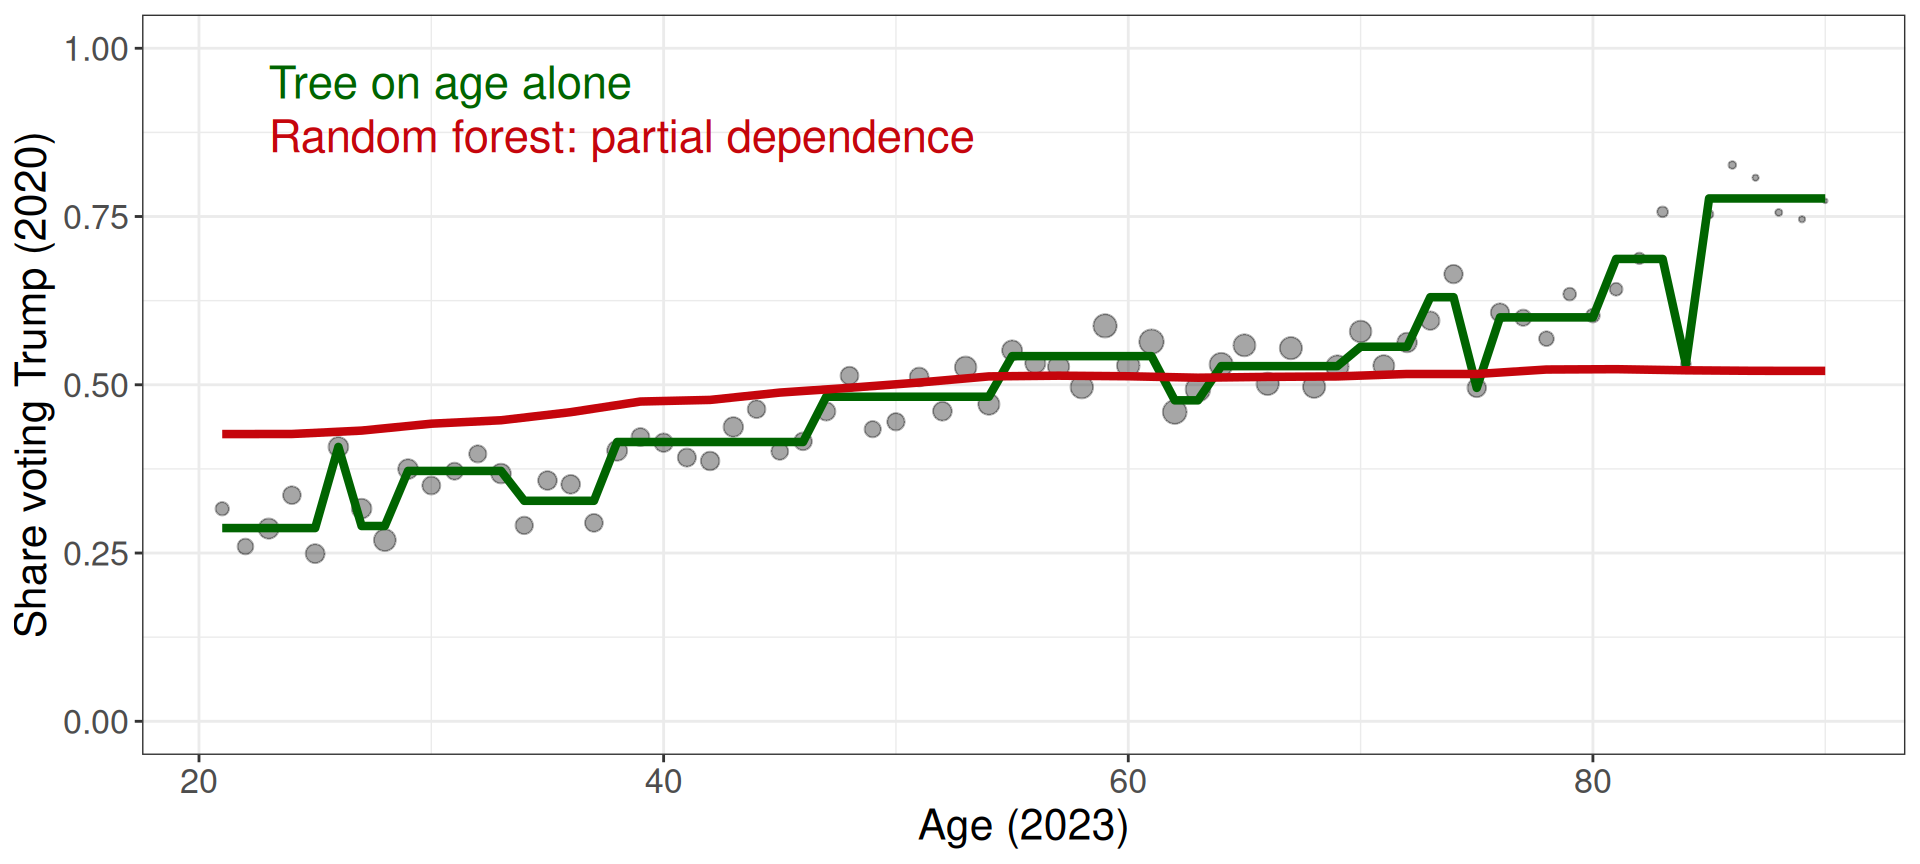 Tree on age alone
Random forest: partial dependence
Share voting Trump (2020)
1.00
0.75
0.50
0.25
0.00
20 40 60 80
Age (2023)